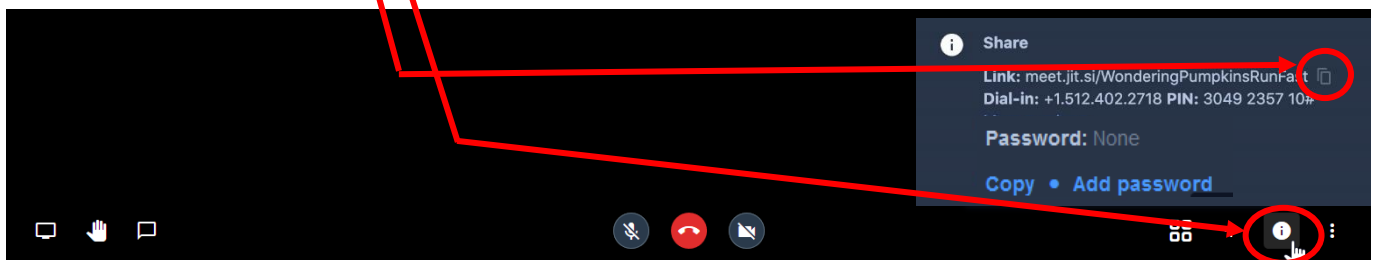 Share
Link: meet.jit.si/WonderingPumpkinsRunFast
Dial-in: +1.512.402.2718 PIN: 3049 2357 10#
Password: None
Copy • Add password